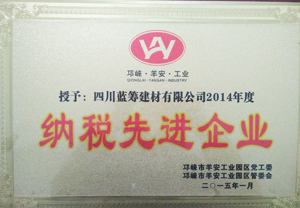 邛崃·羊安·工业
QIONGLAI·YANGAN·INDUSTRY
授予：四川蓝筹建材有限公司2014年度
纳税先进企业
邛崃市羊安工业园区党工委
邛崃市羊安工业园区管委会
二〇一五年一月